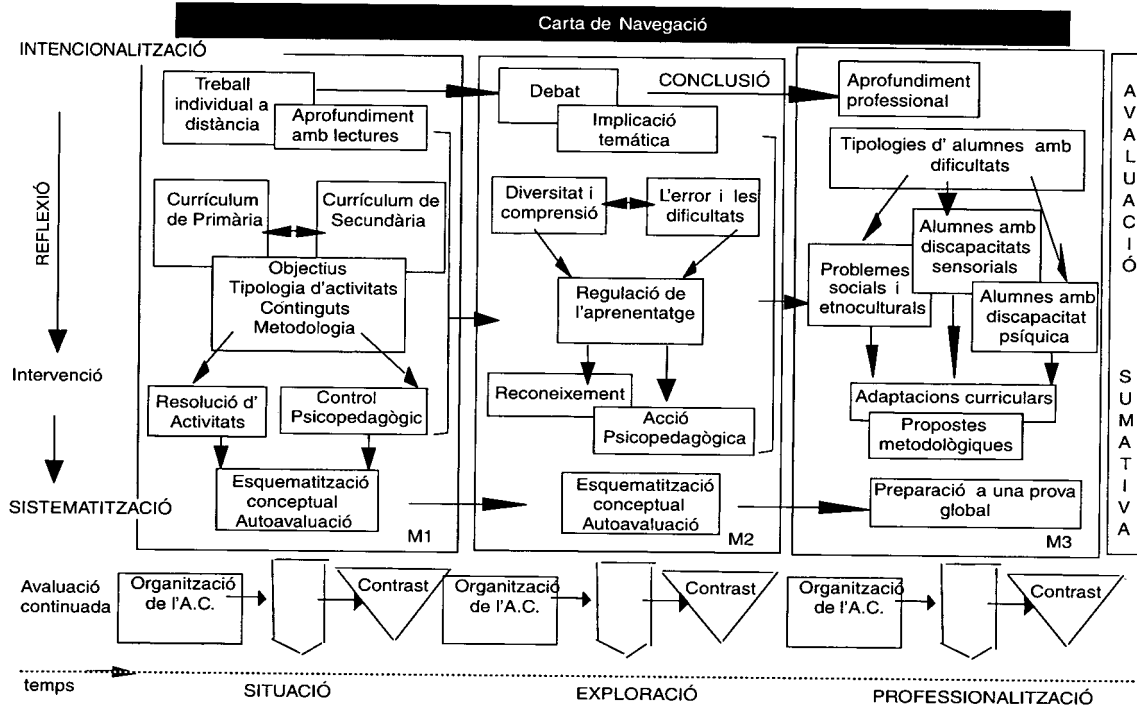 Carta de Navegació
INTENCIONALITZACIÓ
REFLEXIÓ
Intervenció
SISTEMATITZACIÓ
Treball
individual a
distància
Aprofundiment
amb lectures
Currículum
de Primària
Currículum de
Secundària
Objectius
Tipologia d'activitats
Continguts
Metodologia
Resolució d'
Activitats
Control
Psicopedagògic
Esquematització
conceptual
Autoavaluació
M1
Debat
Implicació
temática
CONCLUSIÓ
Diversitat i
comprensió
L'error i les
dificultats
Regulació de
l'aprenentatge
Reconeixement
Acció
Psicopedagògica
Esquematització
conceptual
Autoavaluació
M2
Aprofundiment
professional
Tipologies d' alumnes amb
dificultats
Problemes
socials i
etnoculturals
Alumnes amb
discapacitats
sensorials
Alumnes amb
discapacitat
psíquica
Adaptacions curriculars
Propostes
metodològiques
Preparació a una prova
global
M3
AVALUACIÓ
SUMATIVA
Avaluació
continuada
Organització
de l'A.C.
Contrast
Organització
de l'A.C.
Contrast
Organització
de l'A.C.
Contrast
temps
SITUACIÓ
EXPLORACIÓ
PROFESSIONALITZACIÓ